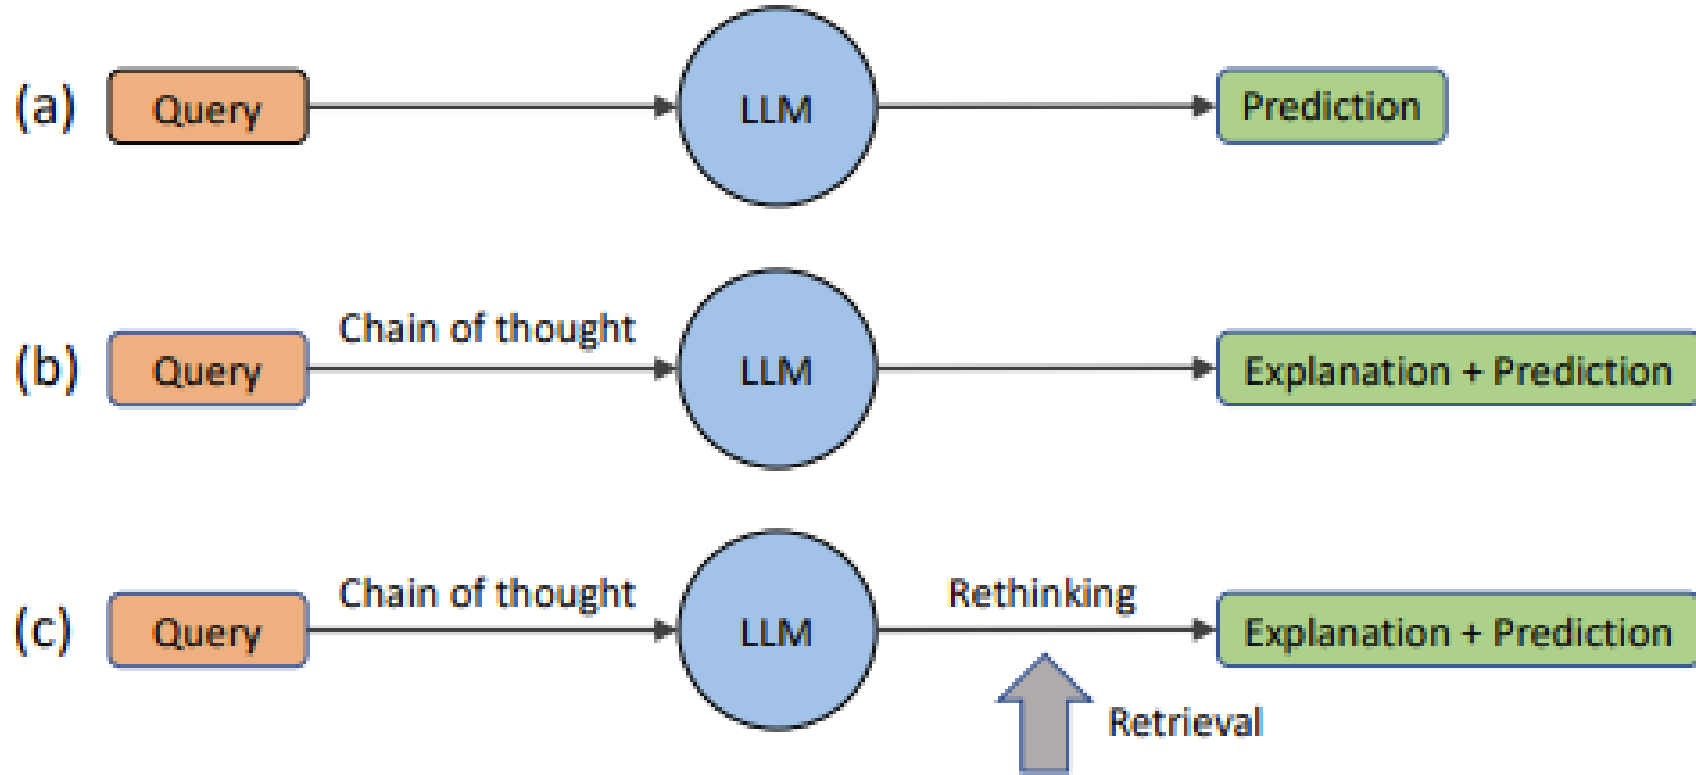 (a) Query LLM Prediction
Chain of thought
(b) Query LLM Explanation + Prediction
Chain of thought Rethinking
(c) Query LLM Explanation + Prediction
Retrieval